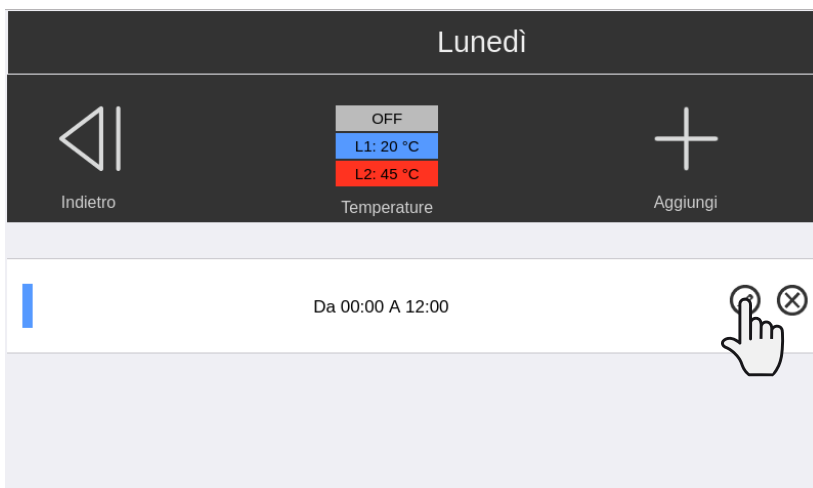 Lunedì
OFF
L1: 20 °C
L2: 45 °C
Indietro
Temperature
Aggiungi
Da 00:00 A 12:00